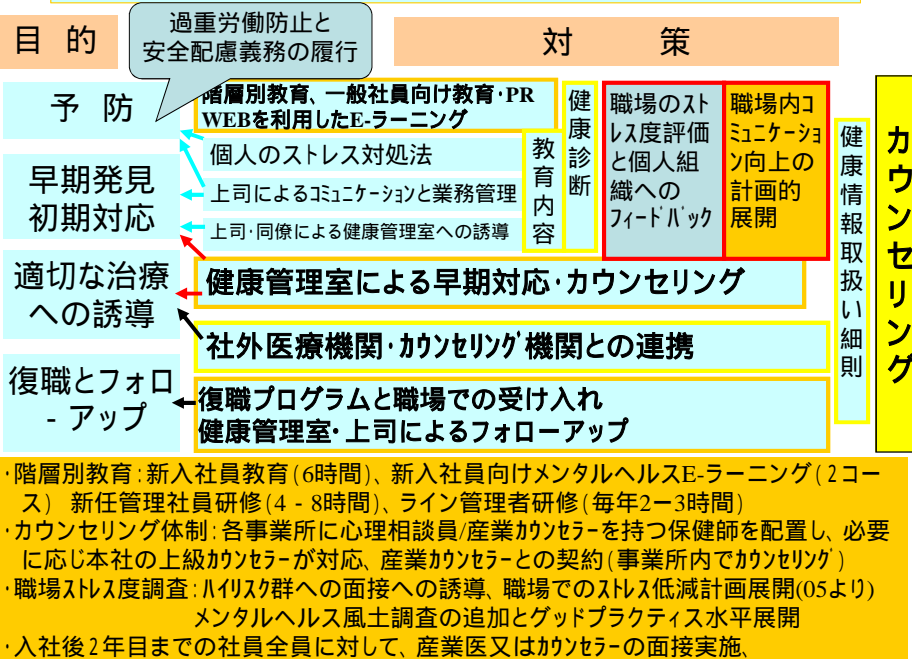 過重労働防止と
安全配慮義務の履行
目 的
対 策
予 防
早期発見
初期対応
適切な治療
への誘導
復職とフォロ
- アップ
階層別教育、一般社員向け教育・PR
WEBを利用したE-ラーニング
個人のストレス対処法
上司によるｺﾐｭﾆｹｰｼｮﾝと業務管理
上司・同僚による健康管理室への誘導
教育内容
健康診断
職場のｽﾄ
ﾚｽ度評価
と個人組
織への
ﾌｨｰﾄﾞﾊﾞｯｸ
職場内ｺ
ﾐｭﾆｹｰｼｮ
ﾝ向上の
計画的
展開
健康情報取扱い細則
カウンセリング
健康管理室による早期対応・カウンセリング
社外医療機関・ｶｳﾝｾﾘﾝｸﾞ機関との連携
復職プログラムと職場での受け入れ
健康管理室・上司によるフォローアップ
・階層別教育：新入社員教育(6時間)、新入社員向けメンタルヘルスE-ラーニング(2コー
ス) 新任管理社員研修(4 - 8時間)、ライン管理者研修(毎年2ー3時間)
・カウンセリング体制：各事業所に心理相談員/産業ｶｳﾝｾﾗｰを持つ保健師を配置し、必要
に応じ本社の上級ｶｳﾝｾﾗｰが対応、産業ｶｳﾝｾﾗｰとの契約(事業所内でｶｳﾝｾﾘﾝｸﾞ)
・職場ｽﾄﾚｽ度調査：ﾊｲﾘｽｸ群への面接への誘導、職場でのｽﾄﾚｽ低減計画展開(05より)
メンタルヘルス風土調査の追加とグッドプラクティス水平展開
・入社後2年目までの社員全員に対して、産業医又はｶｳﾝｾﾗｰの面接実施、